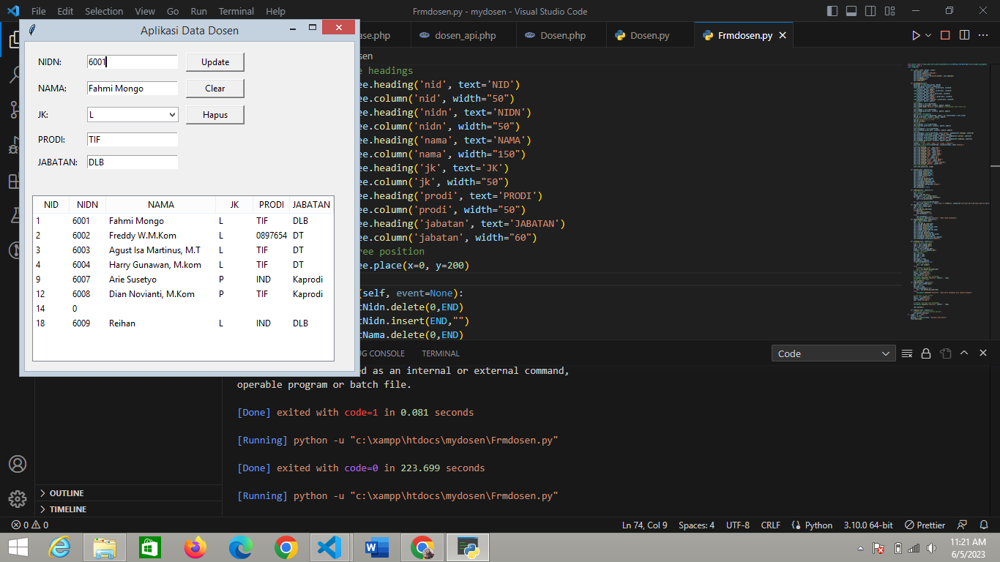 File Edit Selection View Go Run Terminal Help
Frmdosen.py - mydosen - Visual Studio Code
Aplikasi Data Dosen
NIDN: 6001 Update
NAMA: Fahmi Mongo Clear
JK: L Hapus
PRODI: TIF
JABATAN: DLB
NID NIDN NAMA JK PRODI JABATAN
1 6001 Fahmi Mongo L TIF DLB
2 6002 Freddy W.M.Kom L 0897654 DT
3 6003 Agust Isa Martinus, M.T L TIF DT
4 6004 Harry Gunawan, M.kom L TIF DT
9 6007 Arie Susetyo P IND Kaprodi
12 6008 Dian Novianti, M.Kom P TIF Kaprodi
14 0
18 6009 Reihan L IND DLB
ase.php dosen_api.php Dosen.php Dosen.py Frmdosen.py
osen
e headings
ee.heading('nid', text='NID')
ee.column('nid', width="50")
ee.heading('nidn', text='NIDN')
ee.column('nidn', width="50")
ee.heading('nama', text='NAMA')
ee.column('nama', width="150")
ee.heading('jk', text='JK')
ee.column('jk', width="50")
ee.heading('prodi', text='PRODI')
ee.column('prodi', width="50")
ee.heading('jabatan', text='JABATAN')
ee.column('jabatan', width="60")
ree position
ee.place(x=0, y=200)
(self, event=None):
tNidn.delete(0,END)
tNidn.insert(END,"")
tNama.delete(0,END)
UG CONSOLE TERMINAL Code
ed as an internal or external command,
operable program or batch file.
[Done] exited with code=1 in 0.081 seconds
[Running] python -u "c:\xampp\htdocs\mydosen\Frmdosen.py"
[Done] exited with code=0 in 223.699 seconds
[Running] python -u "c:\xampp\htdocs\mydosen\Frmdosen.py"
OUTLINE
TIMELINE
0 0 Ln 74, Col 9 Spaces: 4 UTF-8 CRLF Python 3.10.0 64-bit Prettier
11:21 AM
6/5/2023